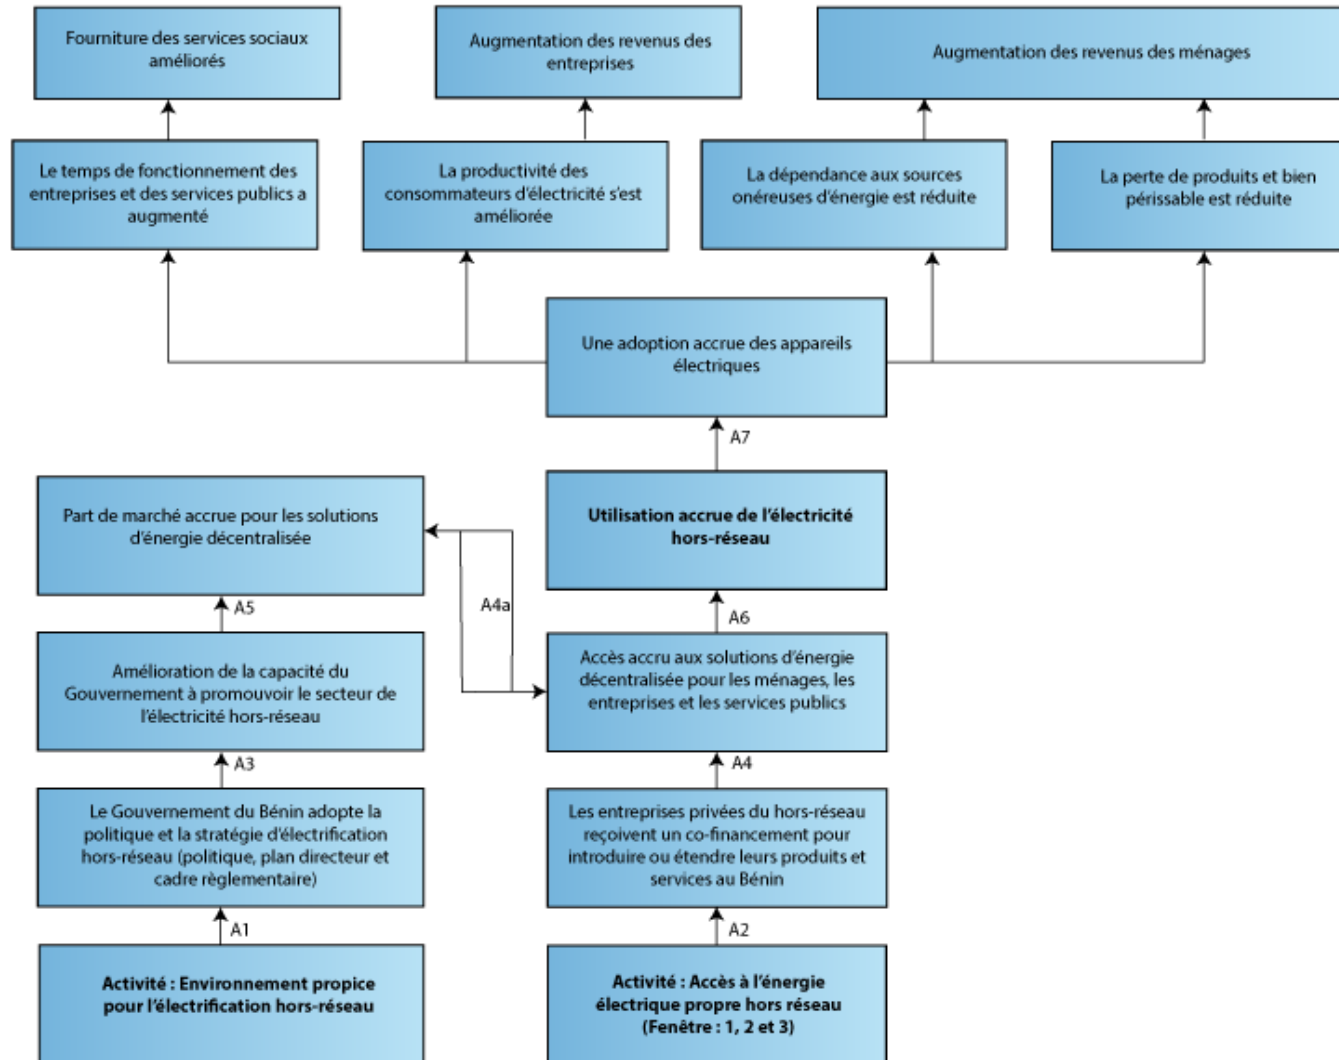 Fourniture des services sociaux
améliorés
Augmentation des revenus des
entreprises
Augmentation des revenus des ménages
Le temps de fonctionnement des
entreprises et des services publics a
augmenté
La productivité des
consommateurs d'électricité s'est
améliorée
La dépendance aux sources
onéreuses d'énergie est réduite
La perte de produits et bien
périssable est réduite
Une adoption accrue des appareils
électriques
A7
Part de marché accrue pour les solutions
d'énergie décentralisée
Utilisation accrue de l'électricité
hors-réseau
A5
A4a
A6
Amélioration de la capacité du
Gouvernement à promouvoir le secteur de
l'électricité hors-réseau
Accès accru aux solutions d'énergie
décentralisée pour les ménages, les
entreprises et les services publics
A3
A4
Le Gouvernement du Bénin adopte la
politique et la stratégie d'électrification
hors-réseau (politique, plan directeur et
cadre règlementaire)
Les entreprises privées du hors-réseau
reçoivent un co-financement pour
introduire ou étendre leurs produits et
services au Bénin
A1
A2
Activité : Environnement propice
pour l'électrification hors-réseau
Activité : Accès à l'énergie
électrique propre hors réseau
(Fenêtre : 1, 2 et 3)